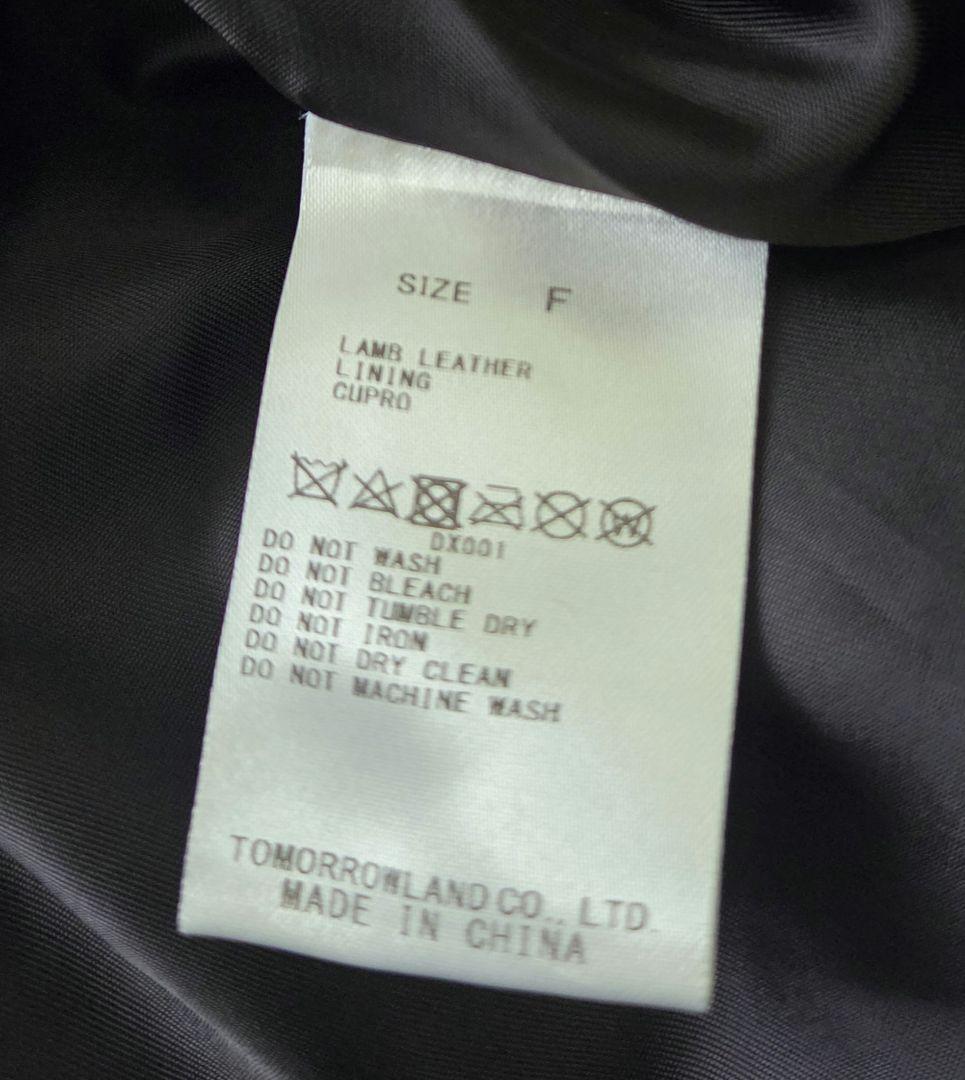 SIZE F
LAMB LEATHER
LINING
CUPRO
W
DX001
DO NOT WASH
DO NOT BLEACH
DO NOT TUMBLE DRY
DO NOT IRON
DO NOT DRY CLEAN
DO NOT MACHINE WASH
TOMORROWLAND CO., LTD.
MADE IN CHINA